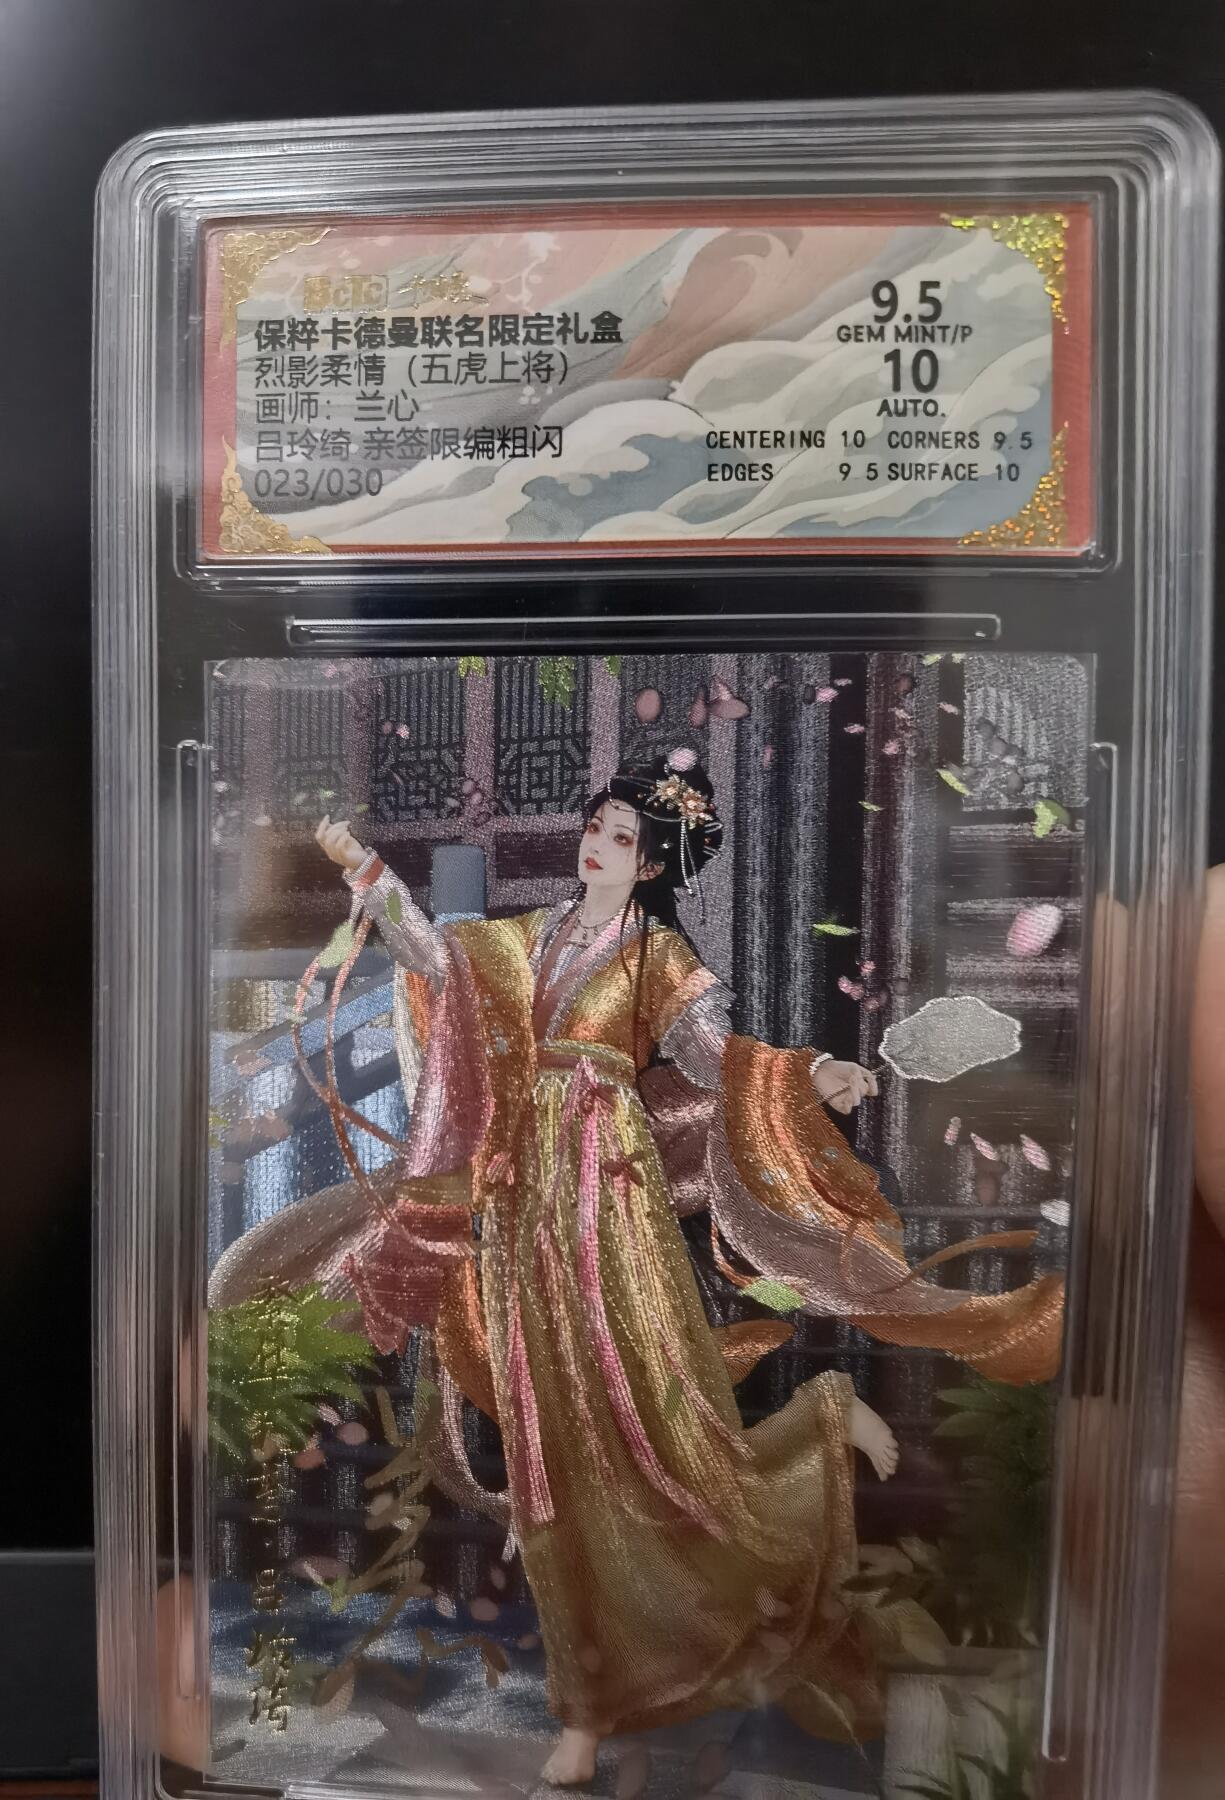 保粹卡德曼联名限定礼盒
烈影柔情（五虎上将）
画师：兰心
吕玲绮 亲签限编粗闪
023/030
9.5
GEM MINT/P
10
AUTO.
CENTERING 10 CORNERS 9.5
EDGES 9.5 SURFACE 10
兰心